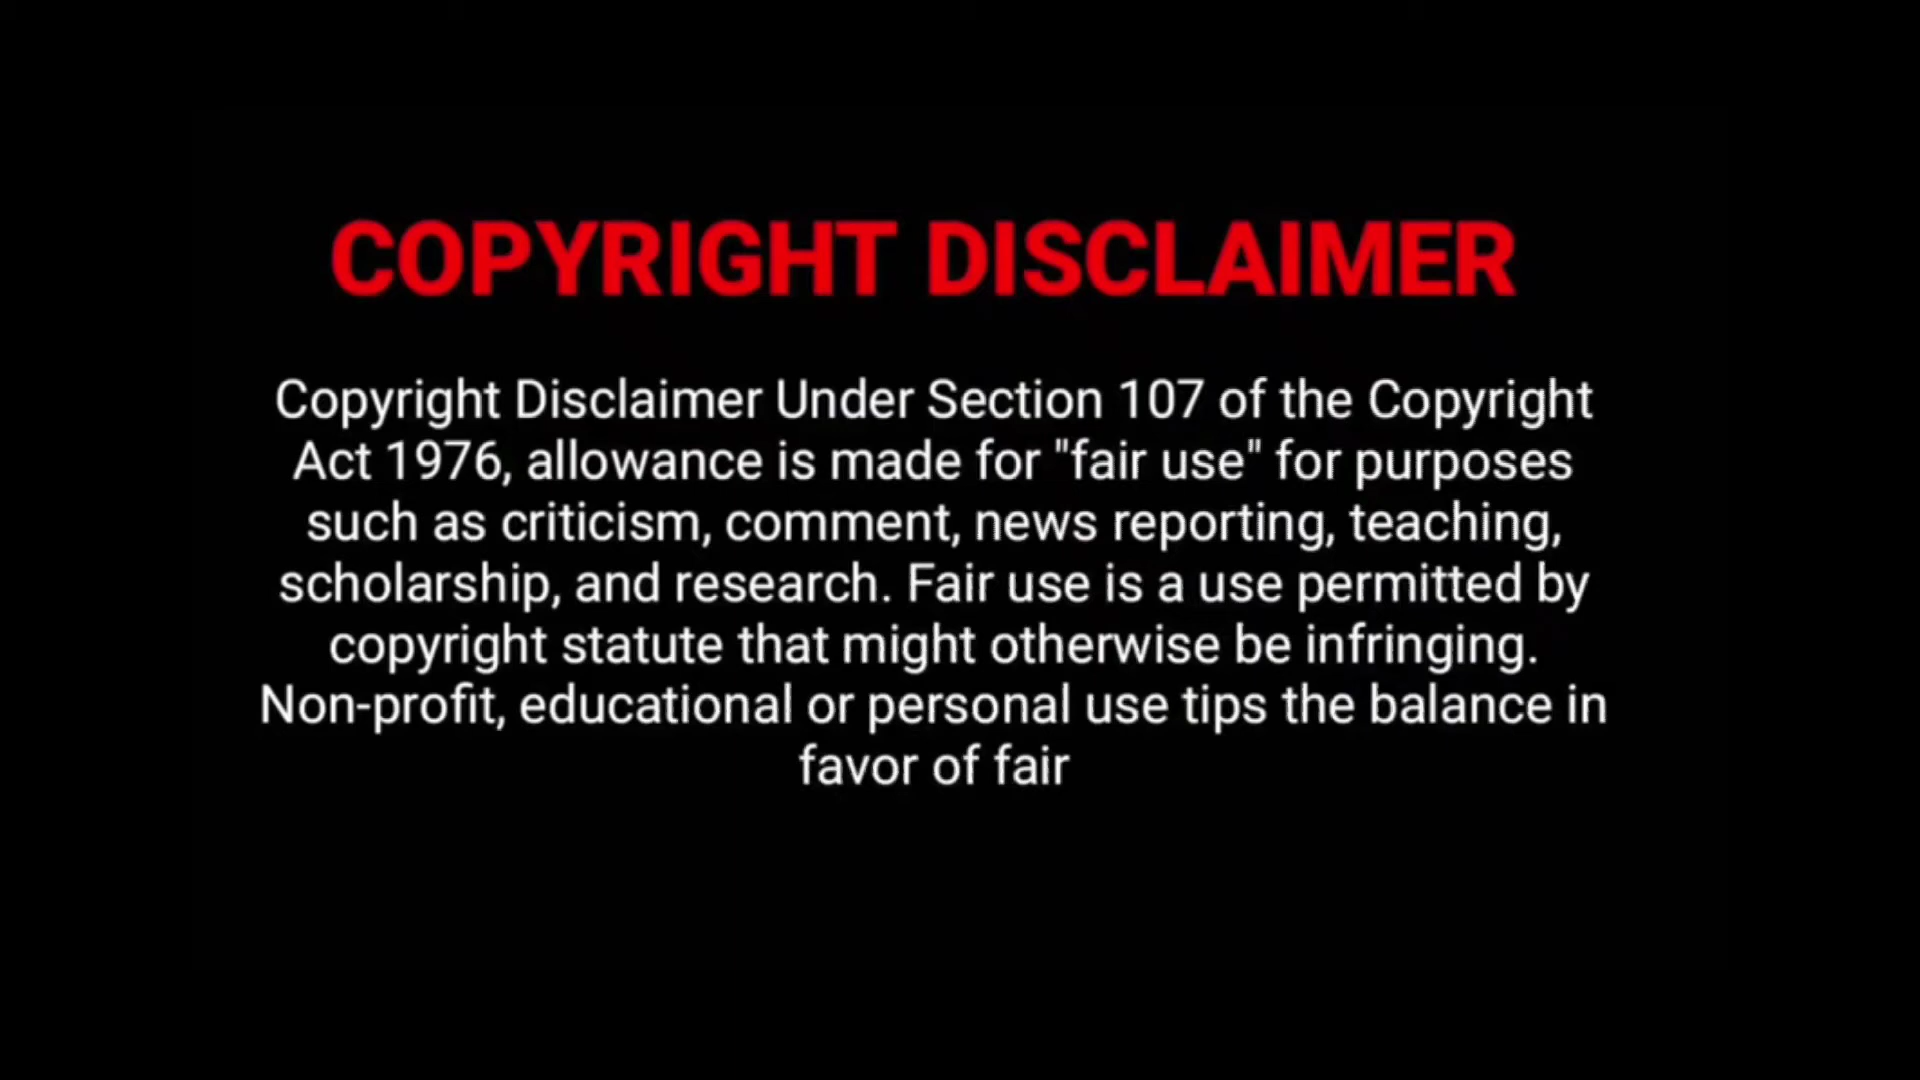 COPYRIGHT DISCLAIMER
Copyright Disclaimer Under Section 107 of the Copyright
Act 1976, allowance is made for "fair use" for purposes
such as criticism, comment, news reporting, teaching,
scholarship, and research. Fair use is a use permitted by
copyright statute that might otherwise be infringing.
Non-profit, educational or personal use tips the balance in
favor of fair